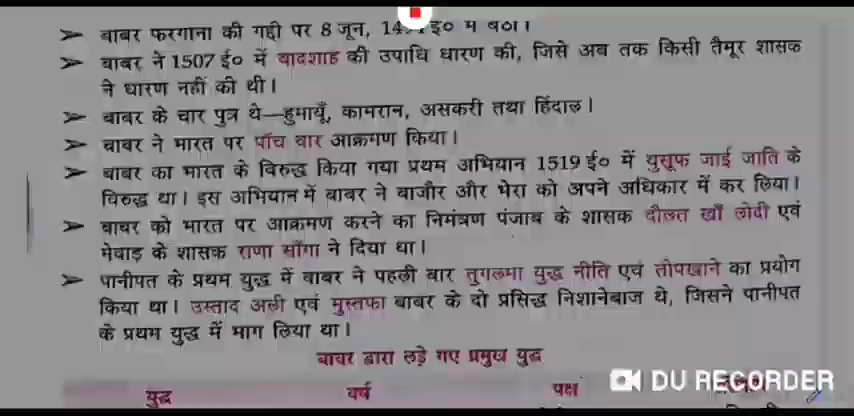 ➤ बाबर फरगाना की गद्दी पर 8 जून, ई० में बैठा।
➤ बाबर ने 1507 ई० में बादशाह की उपाधि धारण की, जिसे अब तक किसी तैमूर शासक
ने धारण नहीं की थी।
➤ बाबर के चार पुत्र थे—हुमायूँ, कामरान, असकरी तथा हिंदाल।
➤ बाबर ने भारत पर पाँच बार आक्रमण किया।
➤ बाबर का भारत के विरुद्ध किया गया प्रथम अभियान 1519 ई० में युसूफ जाई जाति के
विरुद्ध था। इस अभियान में बाबर ने बाजौर और भेरा को अपने अधिकार में कर लिया।
➤ बाबर को भारत पर आक्रमण करने का निमंत्रण पंजाब के शासक दौलत खाँ लोदी एवं
मेवाड़ के शासक राणा साँगा ने दिया था।
➤ पानीपत के प्रथम युद्ध में बाबर ने पहली बार तुगलमा युद्ध नीति एवं तोपखाने का प्रयोग
किया था। उस्ताद अली एवं मुस्तफा बाबर के दो प्रसिद्ध निशानेबाज थे, जिसने पानीपत
के प्रथम युद्ध में भाग लिया था।
बाबर द्वारा लड़े गए प्रमुख युद्ध
युद्ध वर्ष पक्ष
DU RECORDER